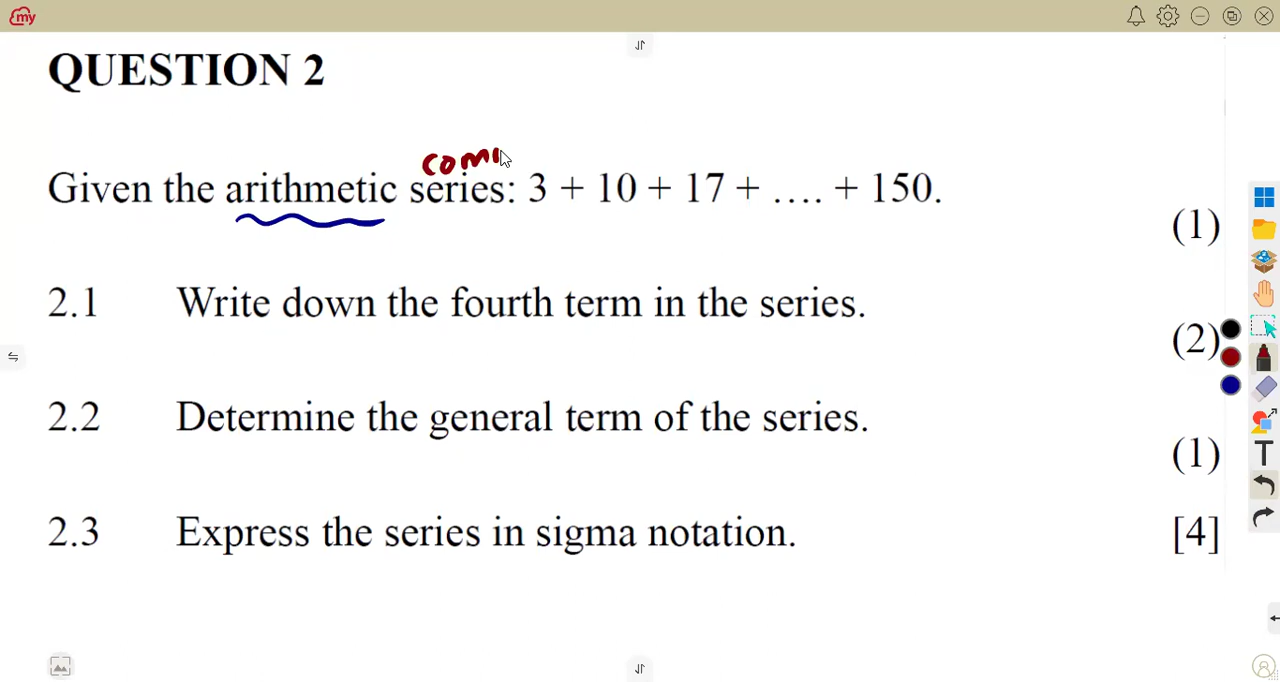 my
QUESTION 2
com
Given the arithmetic series: 3 + 10 + 17 + .... + 150.
(1)
2.1 Write down the fourth term in the series.
(2)
2.2 Determine the general term of the series.
(1)
2.3 Express the series in sigma notation.
[4]
T